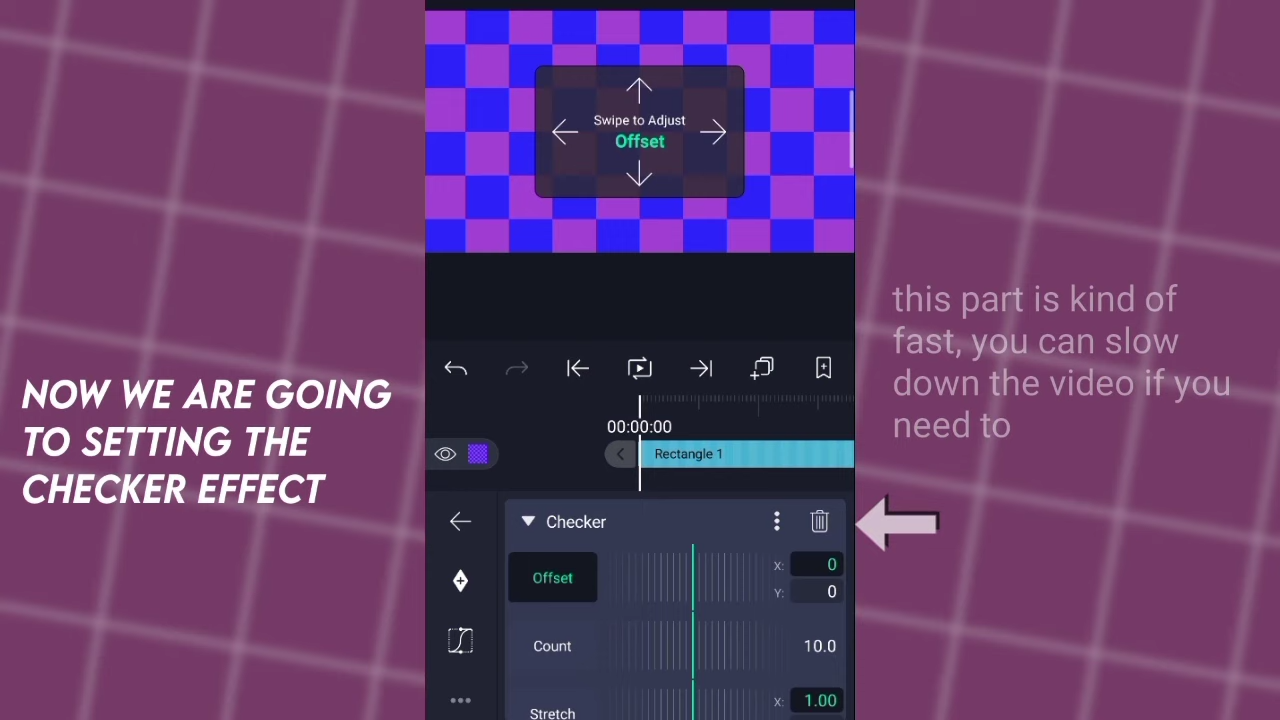 Swipe to Adjust
Offset
NOW WE ARE GOING
TO SETTING THE
CHECKER EFFECT
this part is kind of
fast, you can slow
down the video if you
need to
00:00:00
Rectangle 1
Checker
Offset
X: 0
Y: 0
Count
10.0
Stretch
X: 1.00